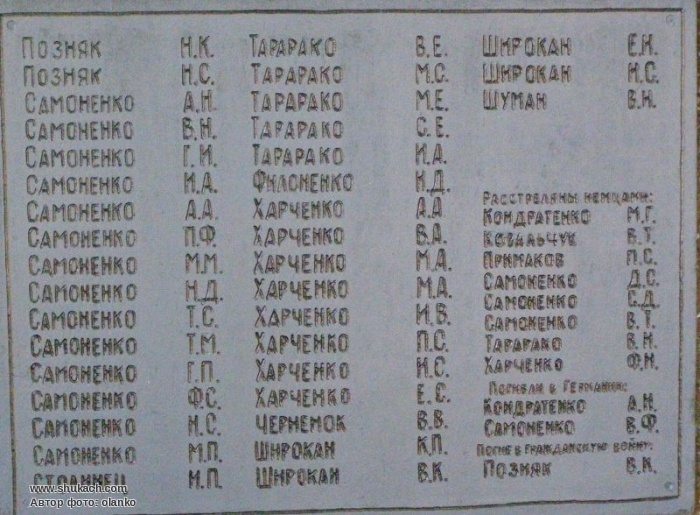 ПОЗНЯК И.К.
ПОЗНЯК И.С.
САМОНЕНКО А.И.
САМОНЕНКО В.И.
САМОНЕНКО Г.И.
САМОНЕНКО И.А.
САМОНЕНКО А.А.
САМОНЕНКО П.Ф.
САМОНЕНКО М.М.
САМОНЕНКО И.Д.
САМОНЕНКО Т.С.
САМОНЕНКО Т.М.
САМОНЕНКО Г.П.
САМОНЕНКО Ф.С.
САМОНЕНКО И.С.
САМОНЕНКО М.П.
И.П.
ТАРАРАКО В.Е.
ТАРАРАКО М.С.
ТАРАРАКО М.Е.
ТАРАРАКО С.Е.
ТАРАРАКО И.А.
ФИЛОНЕНКО И.Д.
ХАРЧЕНКО А.А.
ХАРЧЕНКО В.А.
ХАРЧЕНКО М.А.
ХАРЧЕНКО М.А.
ХАРЧЕНКО И.В.
ХАРЧЕНКО П.С.
ХАРЧЕНКО И.С.
ХАРЧЕНКО Е.С.
ЧЕРНЕНОК В.В.
ШИРОКАН К.П.
ШИРОКАН В.К.
ШИРОКАН Е.И.
ШИРОКАН И.С.
ШУМАН В.И.
РАССТРЕЛЯНЫ НЕМЦАМИ:
КОНДРАТЕНКО М.Г.
КОВАЛЬЧУК В.Т.
ПРИМАКОВ П.С.
САМОНЕНКО Д.С.
САМОНЕНКО С.Д.
САМОНЕНКО В.Т.
ТАРАРАКО В.И.
ХАРЧЕНКО Ф.И.
ПОГИБЛИ В ГЕРМАНИИ:
КОНДРАТЕНКО А.И.
САМОНЕНКО В.Ф.
ПОГИБ В ГРАЖДАНСКУЮ ВОЙНУ:
ПОЗНЯК В.К.
www.shukach.com
Автор фото: olanko